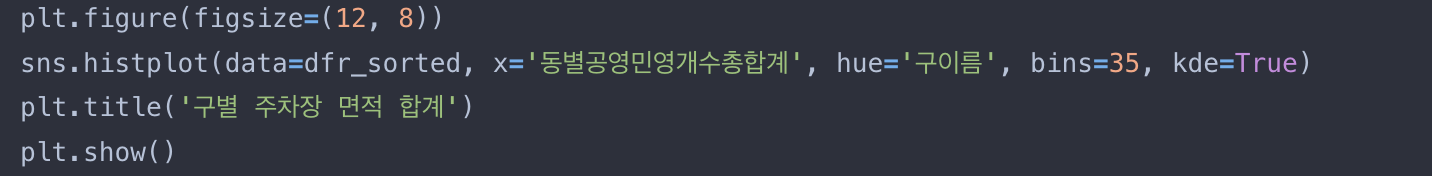 plt.figure(figsize=(12, 8))
sns.histplot(data=dfr_sorted, x='동별공영민영개수총합계', hue='구이름', bins=35, kde=True)
plt.title('구별 주차장 면적 합계')
plt.show()